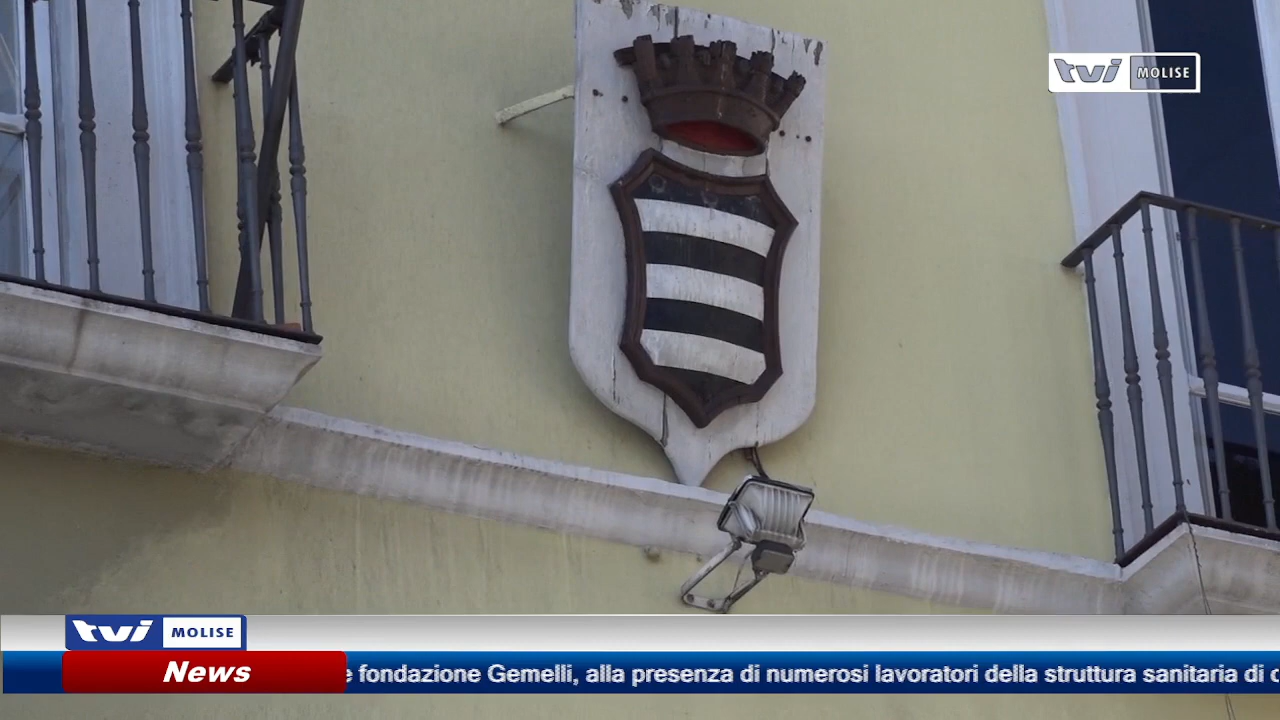 tvi MOLISE
tvi MOLISE
News
fondazione Gemelli, alla presenza di numerosi lavoratori della struttura sanitaria di